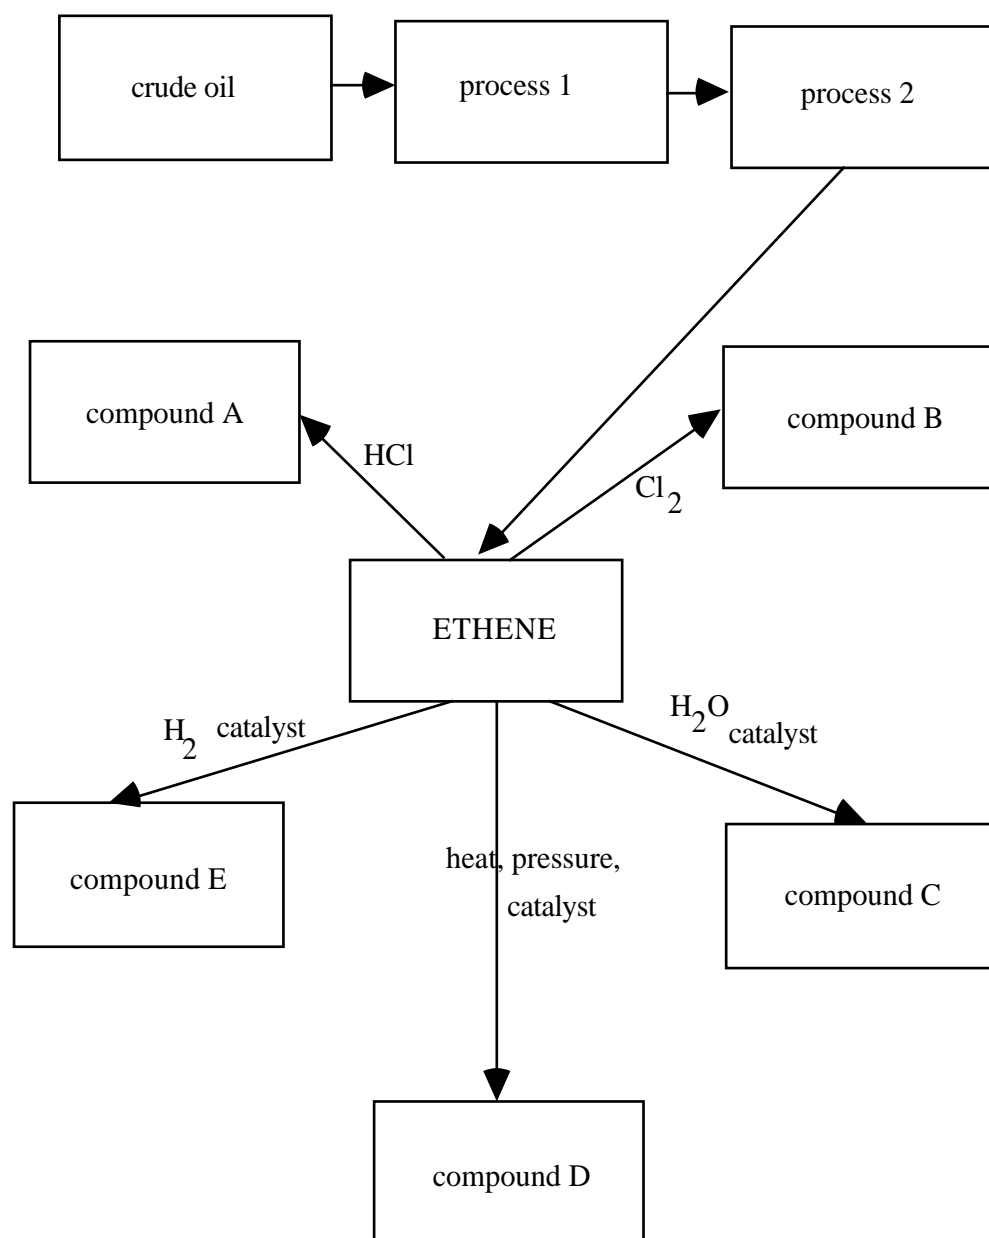 crude oil
process 1
process 2
compound A
compound B
HCl
Cl2
ETHENE
H2 catalyst
H2O
catalyst
compound E
heat, pressure,
catalyst
compound C
compound D